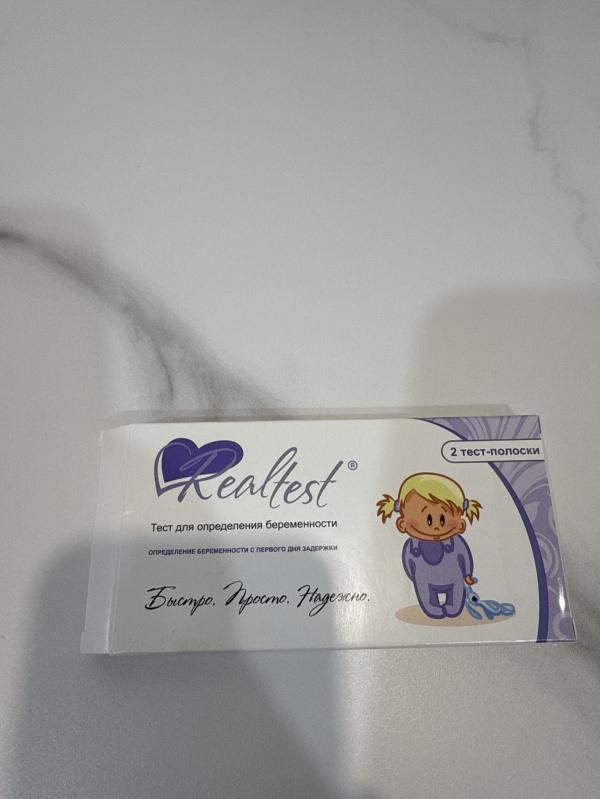 2 тест-полоски
Realtest®
Тест для определения беременности
ОПРЕДЕЛЕНИЕ БЕРЕМЕННОСТИ С ПЕРВОГО ДНЯ ЗАДЕРЖКИ
Быстро. Просто. Надежно.